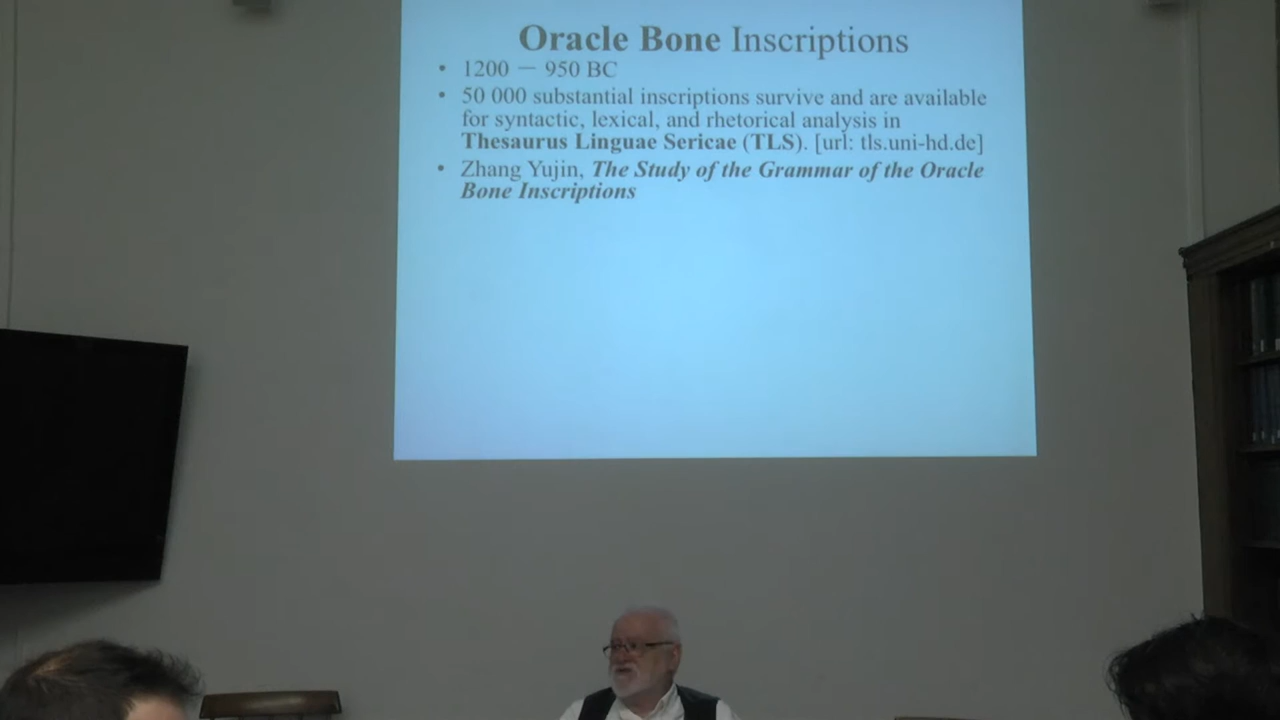 Oracle Bone Inscriptions
• 1200 — 950 BC
• 50 000 substantial inscriptions survive and are available
for syntactic, lexical, and rhetorical analysis in
Thesaurus Linguae Sericae (TLS). [url: tls.uni-hd.de]
• Zhang Yujin, The Study of the Grammar of the Oracle
Bone Inscriptions